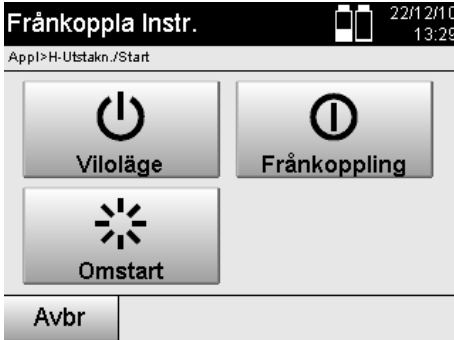 Frånkoppla Instr.
22/12/10
13:29
Appl>H-Utstakn./Start
Viloläge
Frånkoppling
Omstart
Avbr